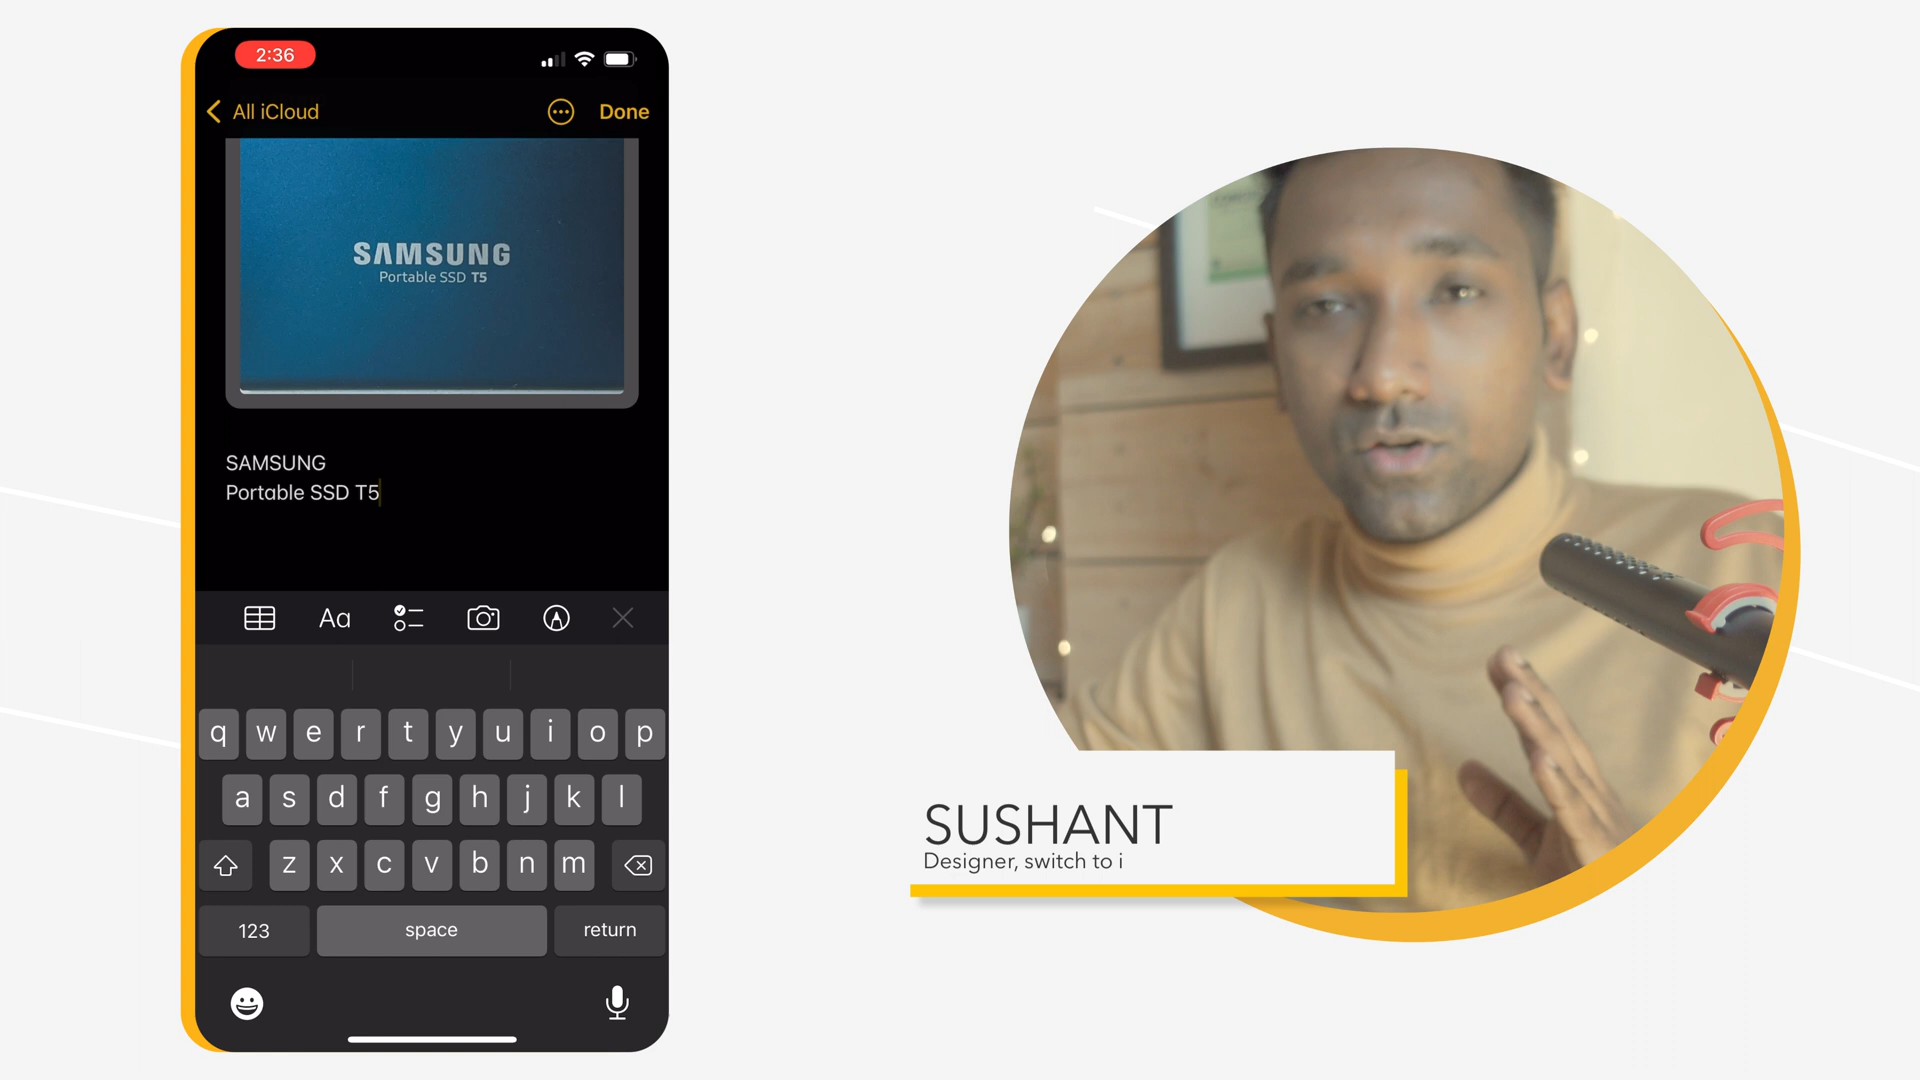 2:36
All iCloud
Done
SAMSUNG
Portable SSD T5
SAMSUNG
Portable SSD T5
Aa
q w e r t y u i o p
a s d f g h j k l
z x c v b n m
123 space return
SUSHANT
Designer, switch to i